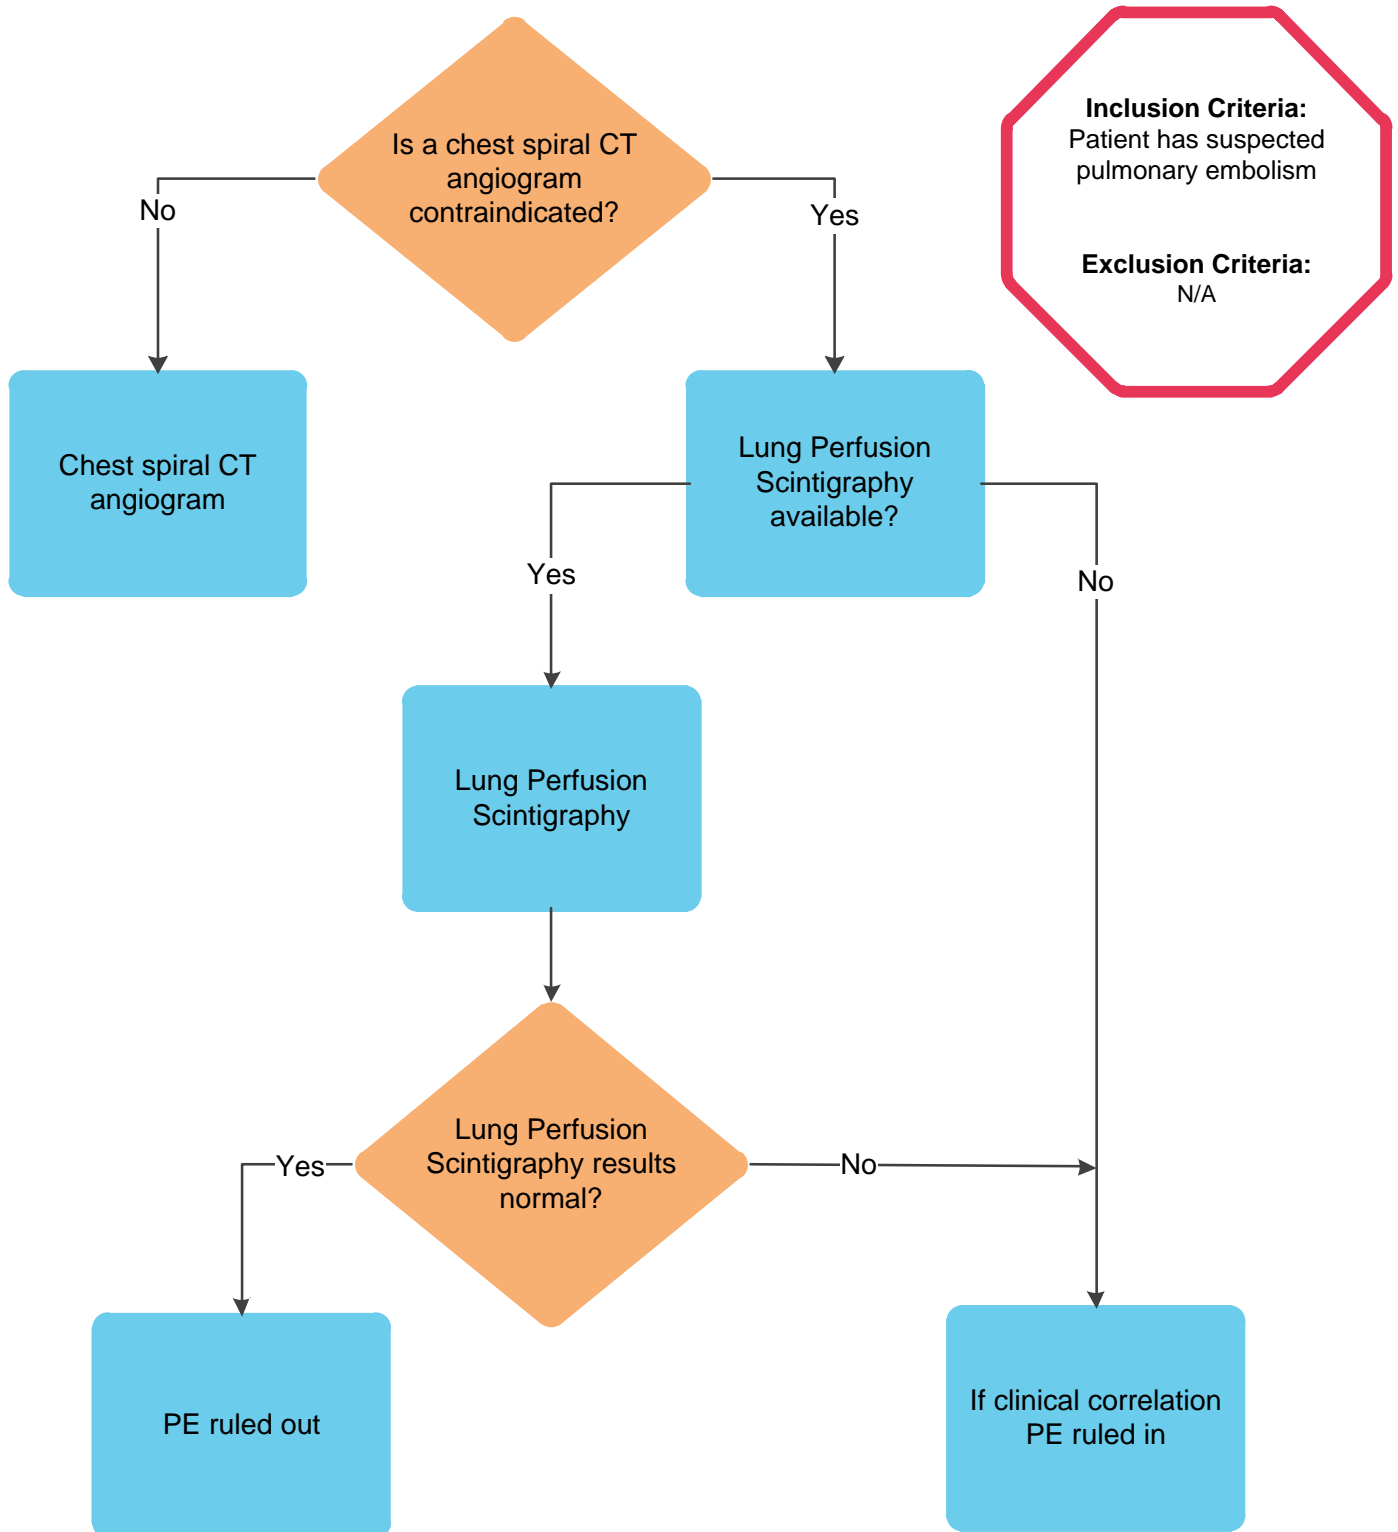 Is a chest spiral CT
angiogram
contraindicated?
Inclusion Criteria:
Patient has suspected
pulmonary embolism
Exclusion Criteria:
N/A
No
Yes
Chest spiral CT
angiogram
Lung Perfusion
Scintigraphy
available?
Yes
No
Lung Perfusion
Scintigraphy
Lung Perfusion
Scintigraphy results
normal?
Yes
No
PE ruled out
If clinical correlation
PE ruled in